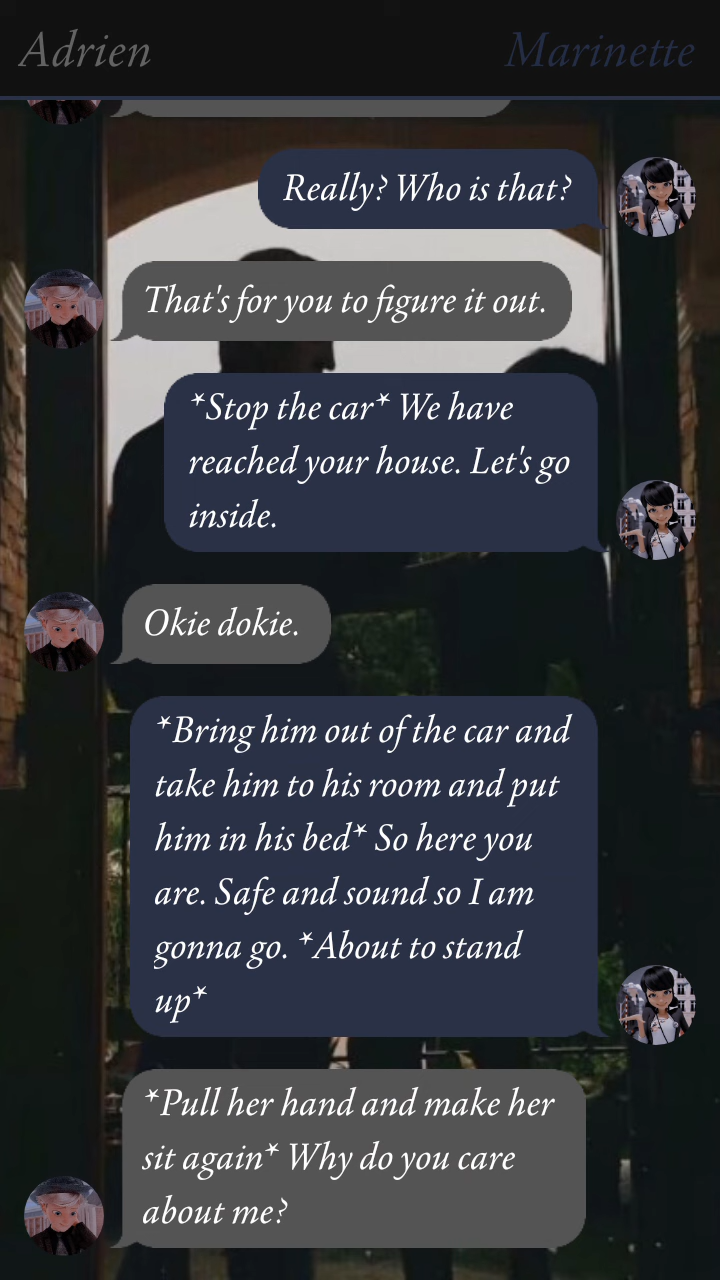 Adrien
Marinette
Really? Who is that?
That's for you to figure it out.
*Stop the car* We have
reached your house. Let's go
inside.
Okie dokie.
*Bring him out of the car and
take him to his room and put
him in his bed* So here you
are. Safe and sound so I am
gonna go. *About to stand
up*
*Pull her hand and make her
sit again* Why do you care
about me?